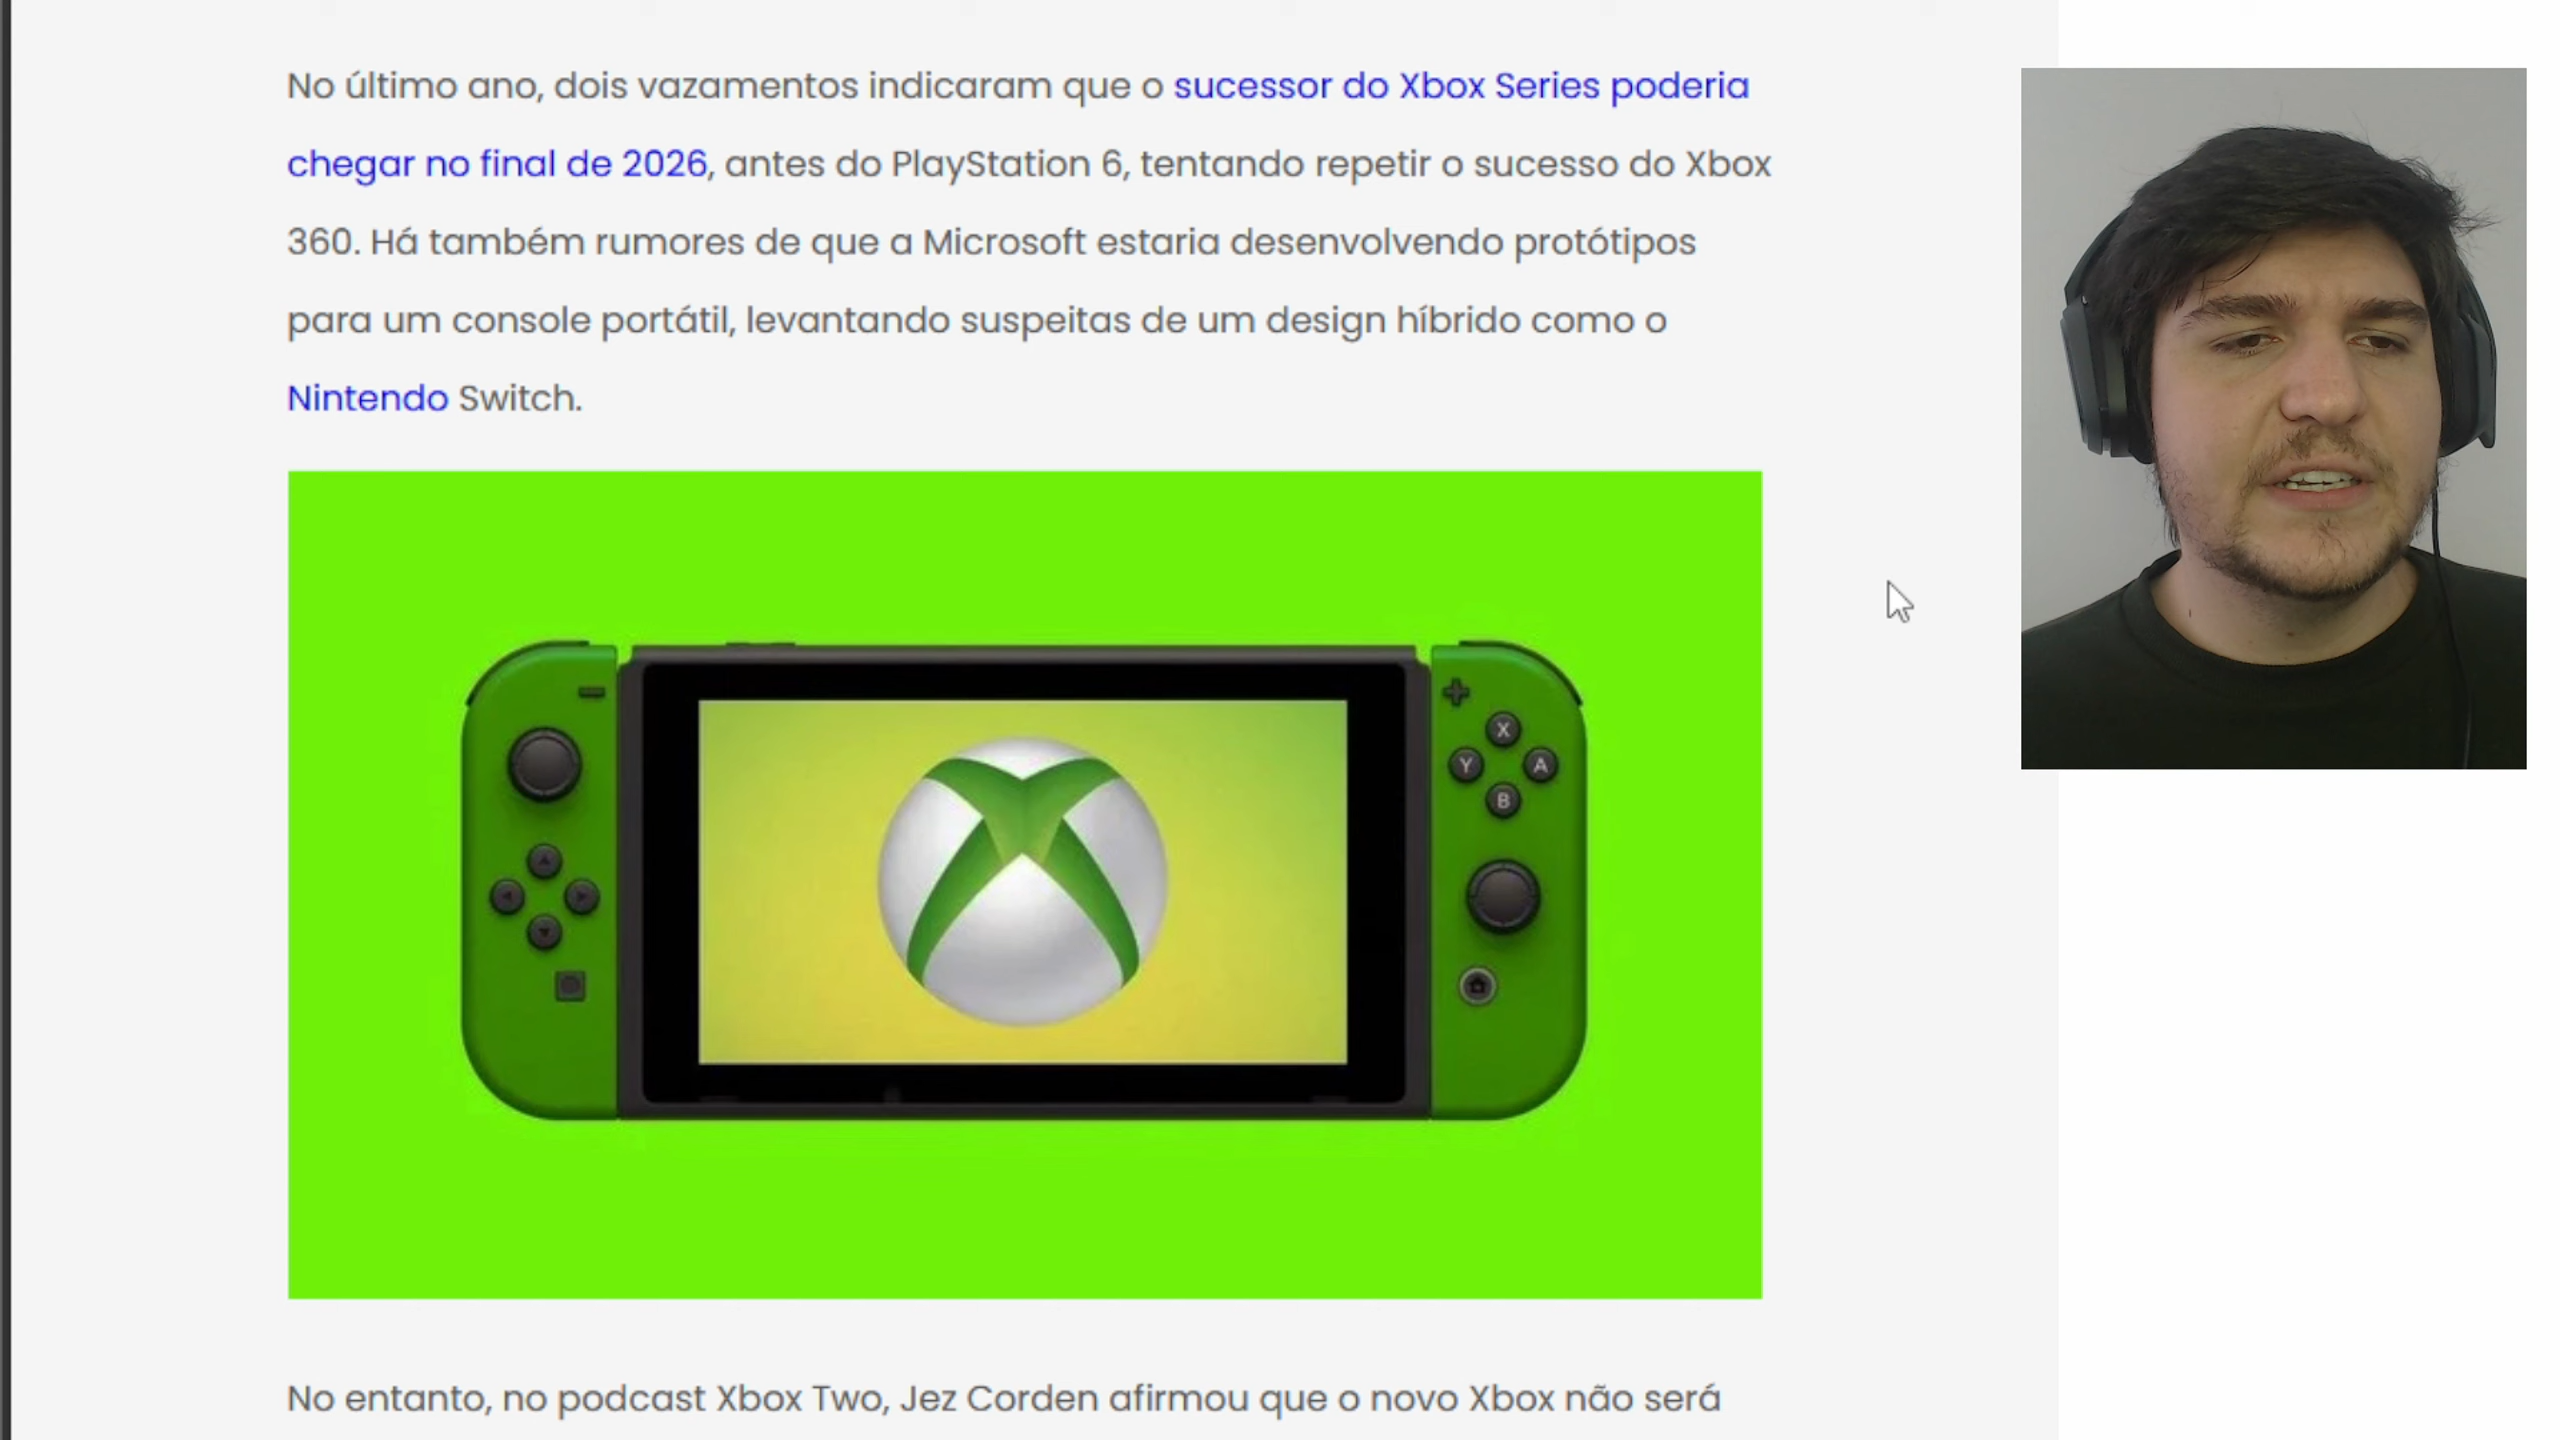 No último ano, dois vazamentos indicaram que o sucessor do Xbox Series poderia
chegar no final de 2026, antes do PlayStation 6, tentando repetir o sucesso do Xbox
360. Há também rumores de que a Microsoft estaria desenvolvendo protótipos
para um console portátil, levantando suspeitas de um design híbrido como o
Nintendo Switch.
X
Y A
B
No entanto, no podcast Xbox Two, Jez Corden afirmou que o novo Xbox não será